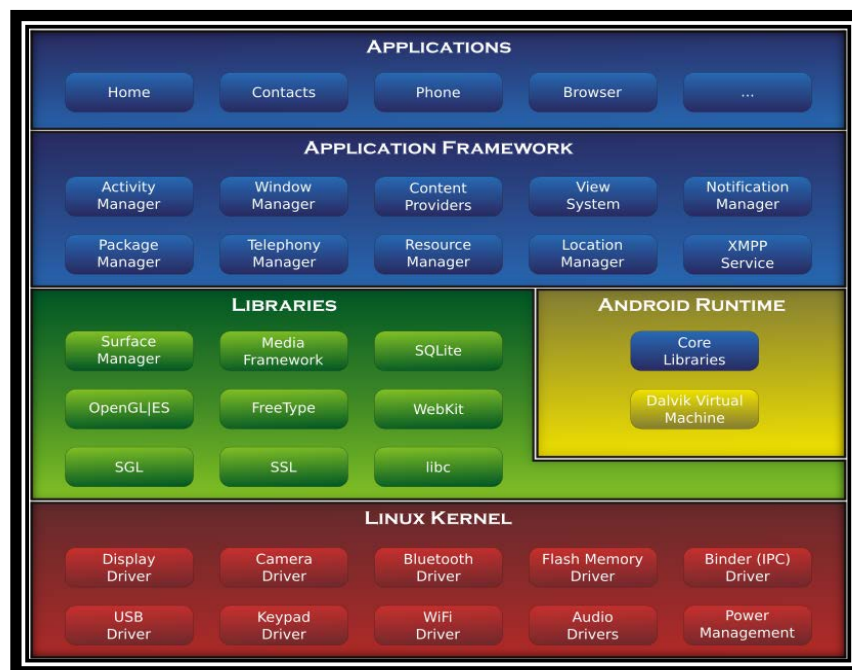 APPLICATIONS
Home
Contacts
Phone
Browser
...
APPLICATION FRAMEWORK
Activity
Manager
Window
Manager
Content
Providers
View
System
Notification
Manager
Package
Manager
Telephony
Manager
Resource
Manager
Location
Manager
XMPP
Service
LIBRARIES
Surface
Manager
Media
Framework
SQLite
OpenGL|ES
FreeType
WebKit
SGL
SSL
libc
ANDROID RUNTIME
Core
Libraries
Dalvik Virtual
Machine
LINUX KERNEL
Display
Driver
Camera
Driver
Bluetooth
Driver
Flash Memory
Driver
Binder (IPC)
Driver
USB
Driver
Keypad
Driver
WiFi
Driver
Audio
Drivers
Power
Management